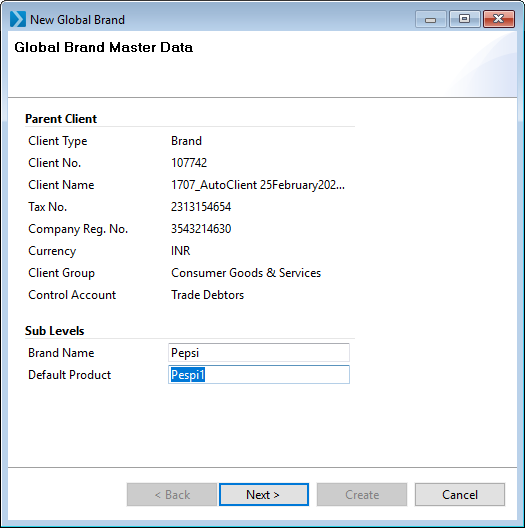 New Global Brand
Global Brand Master Data
Parent Client
Client Type Brand
Client No. 107742
Client Name 1707_AutoClient 25February202...
Tax No. 2313154654
Company Reg. No. 3543214630
Currency INR
Client Group Consumer Goods & Services
Control Account Trade Debtors
Sub Levels
Brand Name Pepsi
Default Product Pespi1
< Back Next > Create Cancel